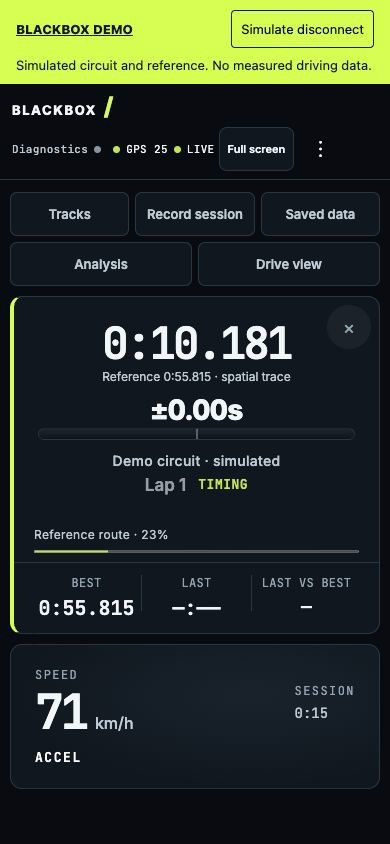 BLACKBOX DEMO
Simulate disconnect
Simulated circuit and reference. No measured driving data.
BLACKBOX /
Diagnostics GPS 25 LIVE Full screen
Tracks Record session Saved data
Analysis Drive view
0:10.181
×
Reference 0:55.815 · spatial trace
±0.00s
Demo circuit · simulated
Lap 1 TIMING
Reference route · 23%
BEST LAST LAST VS BEST
0:55.815 —:—— —
SPEED
71 km/h
ACCEL
SESSION
0:15